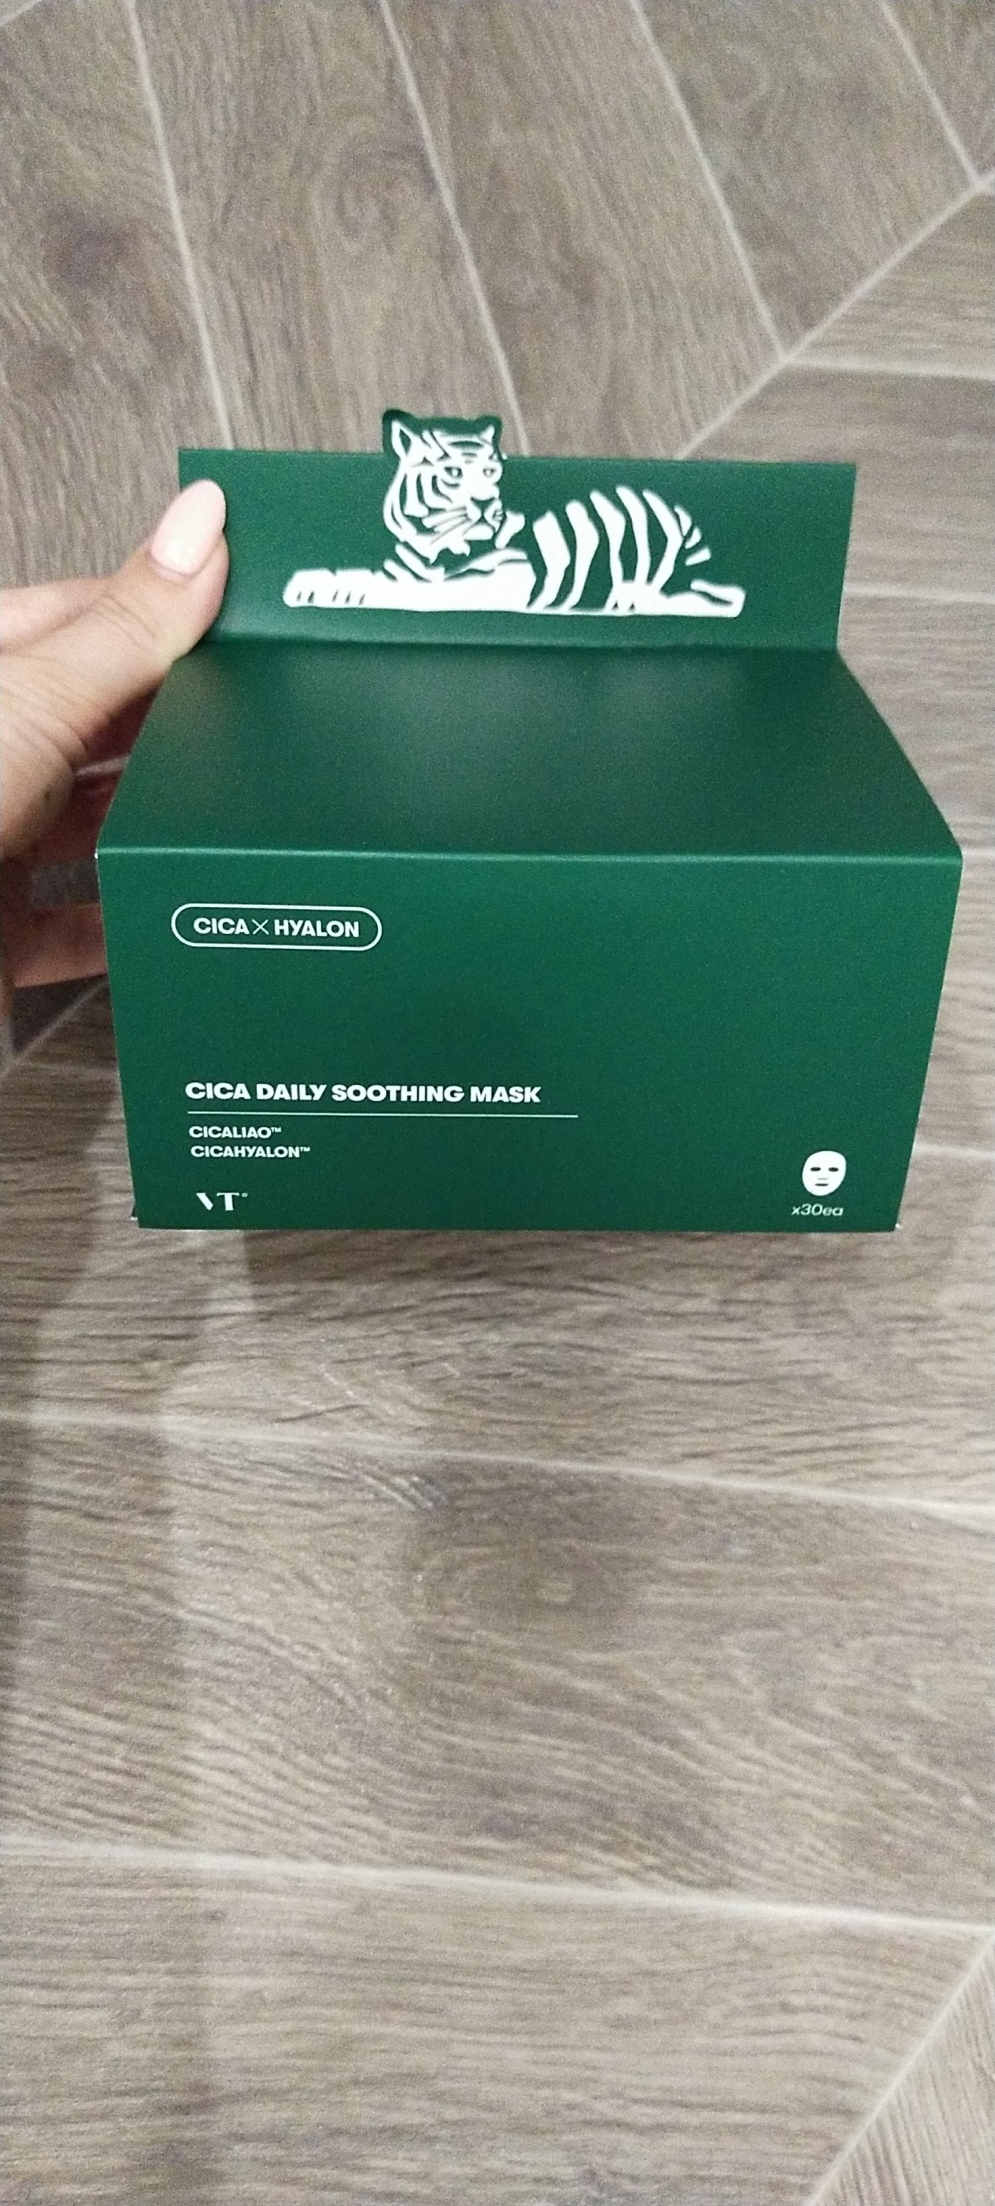 CICA X HYALON
CICA DAILY SOOTHING MASK
CICALIAO™
CICAHYALON™
VT®
x30ea